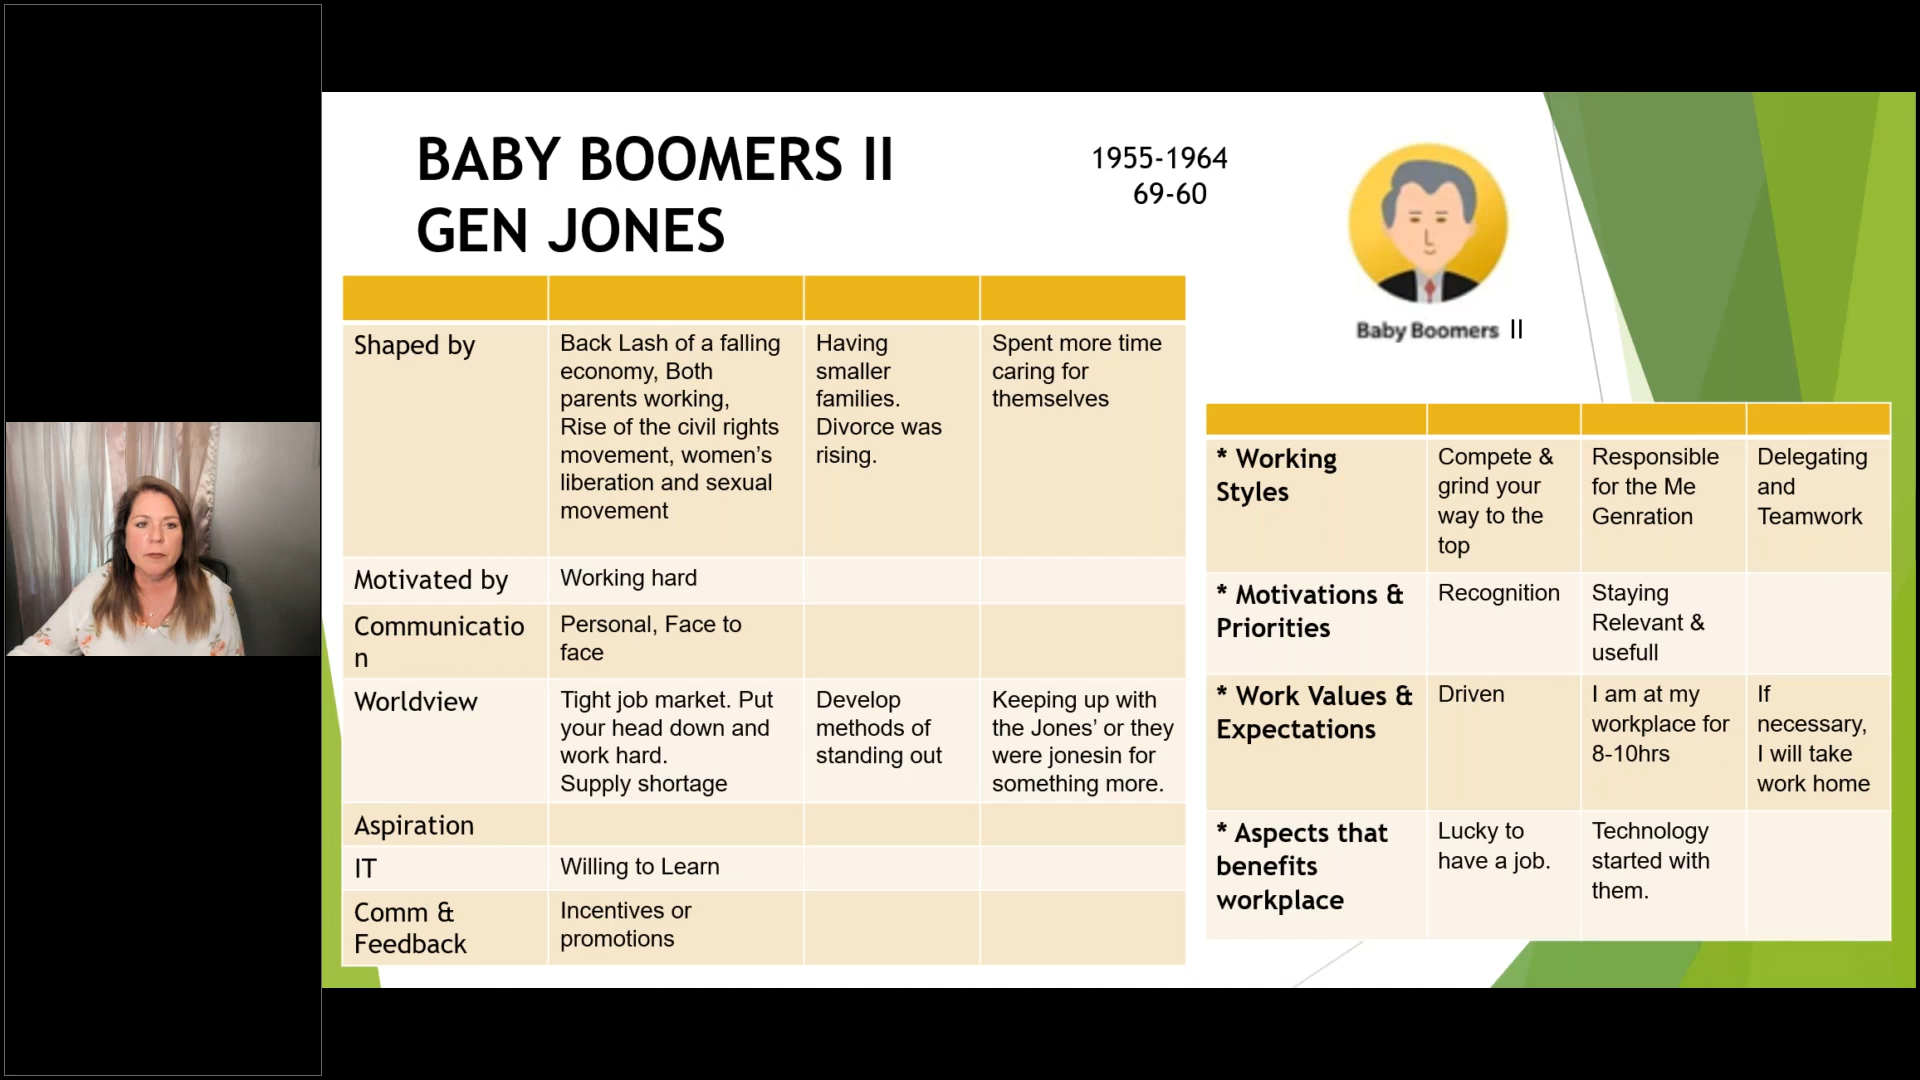 BABY BOOMERS II
GEN JONES
1955-1964
69-60
Baby Boomers II
Shaped by
Back Lash of a falling
economy, Both
parents working,
Rise of the civil rights
movement, women’s
liberation and sexual
movement
Having
smaller
families.
Divorce was
rising.
Spent more time
caring for
themselves
Motivated by
Working hard
Communicatio
n
Personal, Face to
face
Worldview
Tight job market. Put
your head down and
work hard.
Supply shortage
Develop
methods of
standing out
Keeping up with
the Jones’ or they
were jonesin for
something more.
Aspiration
IT
Willing to Learn
Comm &
Feedback
Incentives or
promotions
* Working
Styles
Compete &
grind your
way to the
top
Responsible
for the Me
Genration
Delegating
and
Teamwork
* Motivations &
Priorities
Recognition
Staying
Relevant &
usefull
* Work Values &
Expectations
Driven
I am at my
workplace for
8-10hrs
If
necessary,
I will take
work home
* Aspects that
benefits
workplace
Lucky to
have a job.
Technology
started with
them.